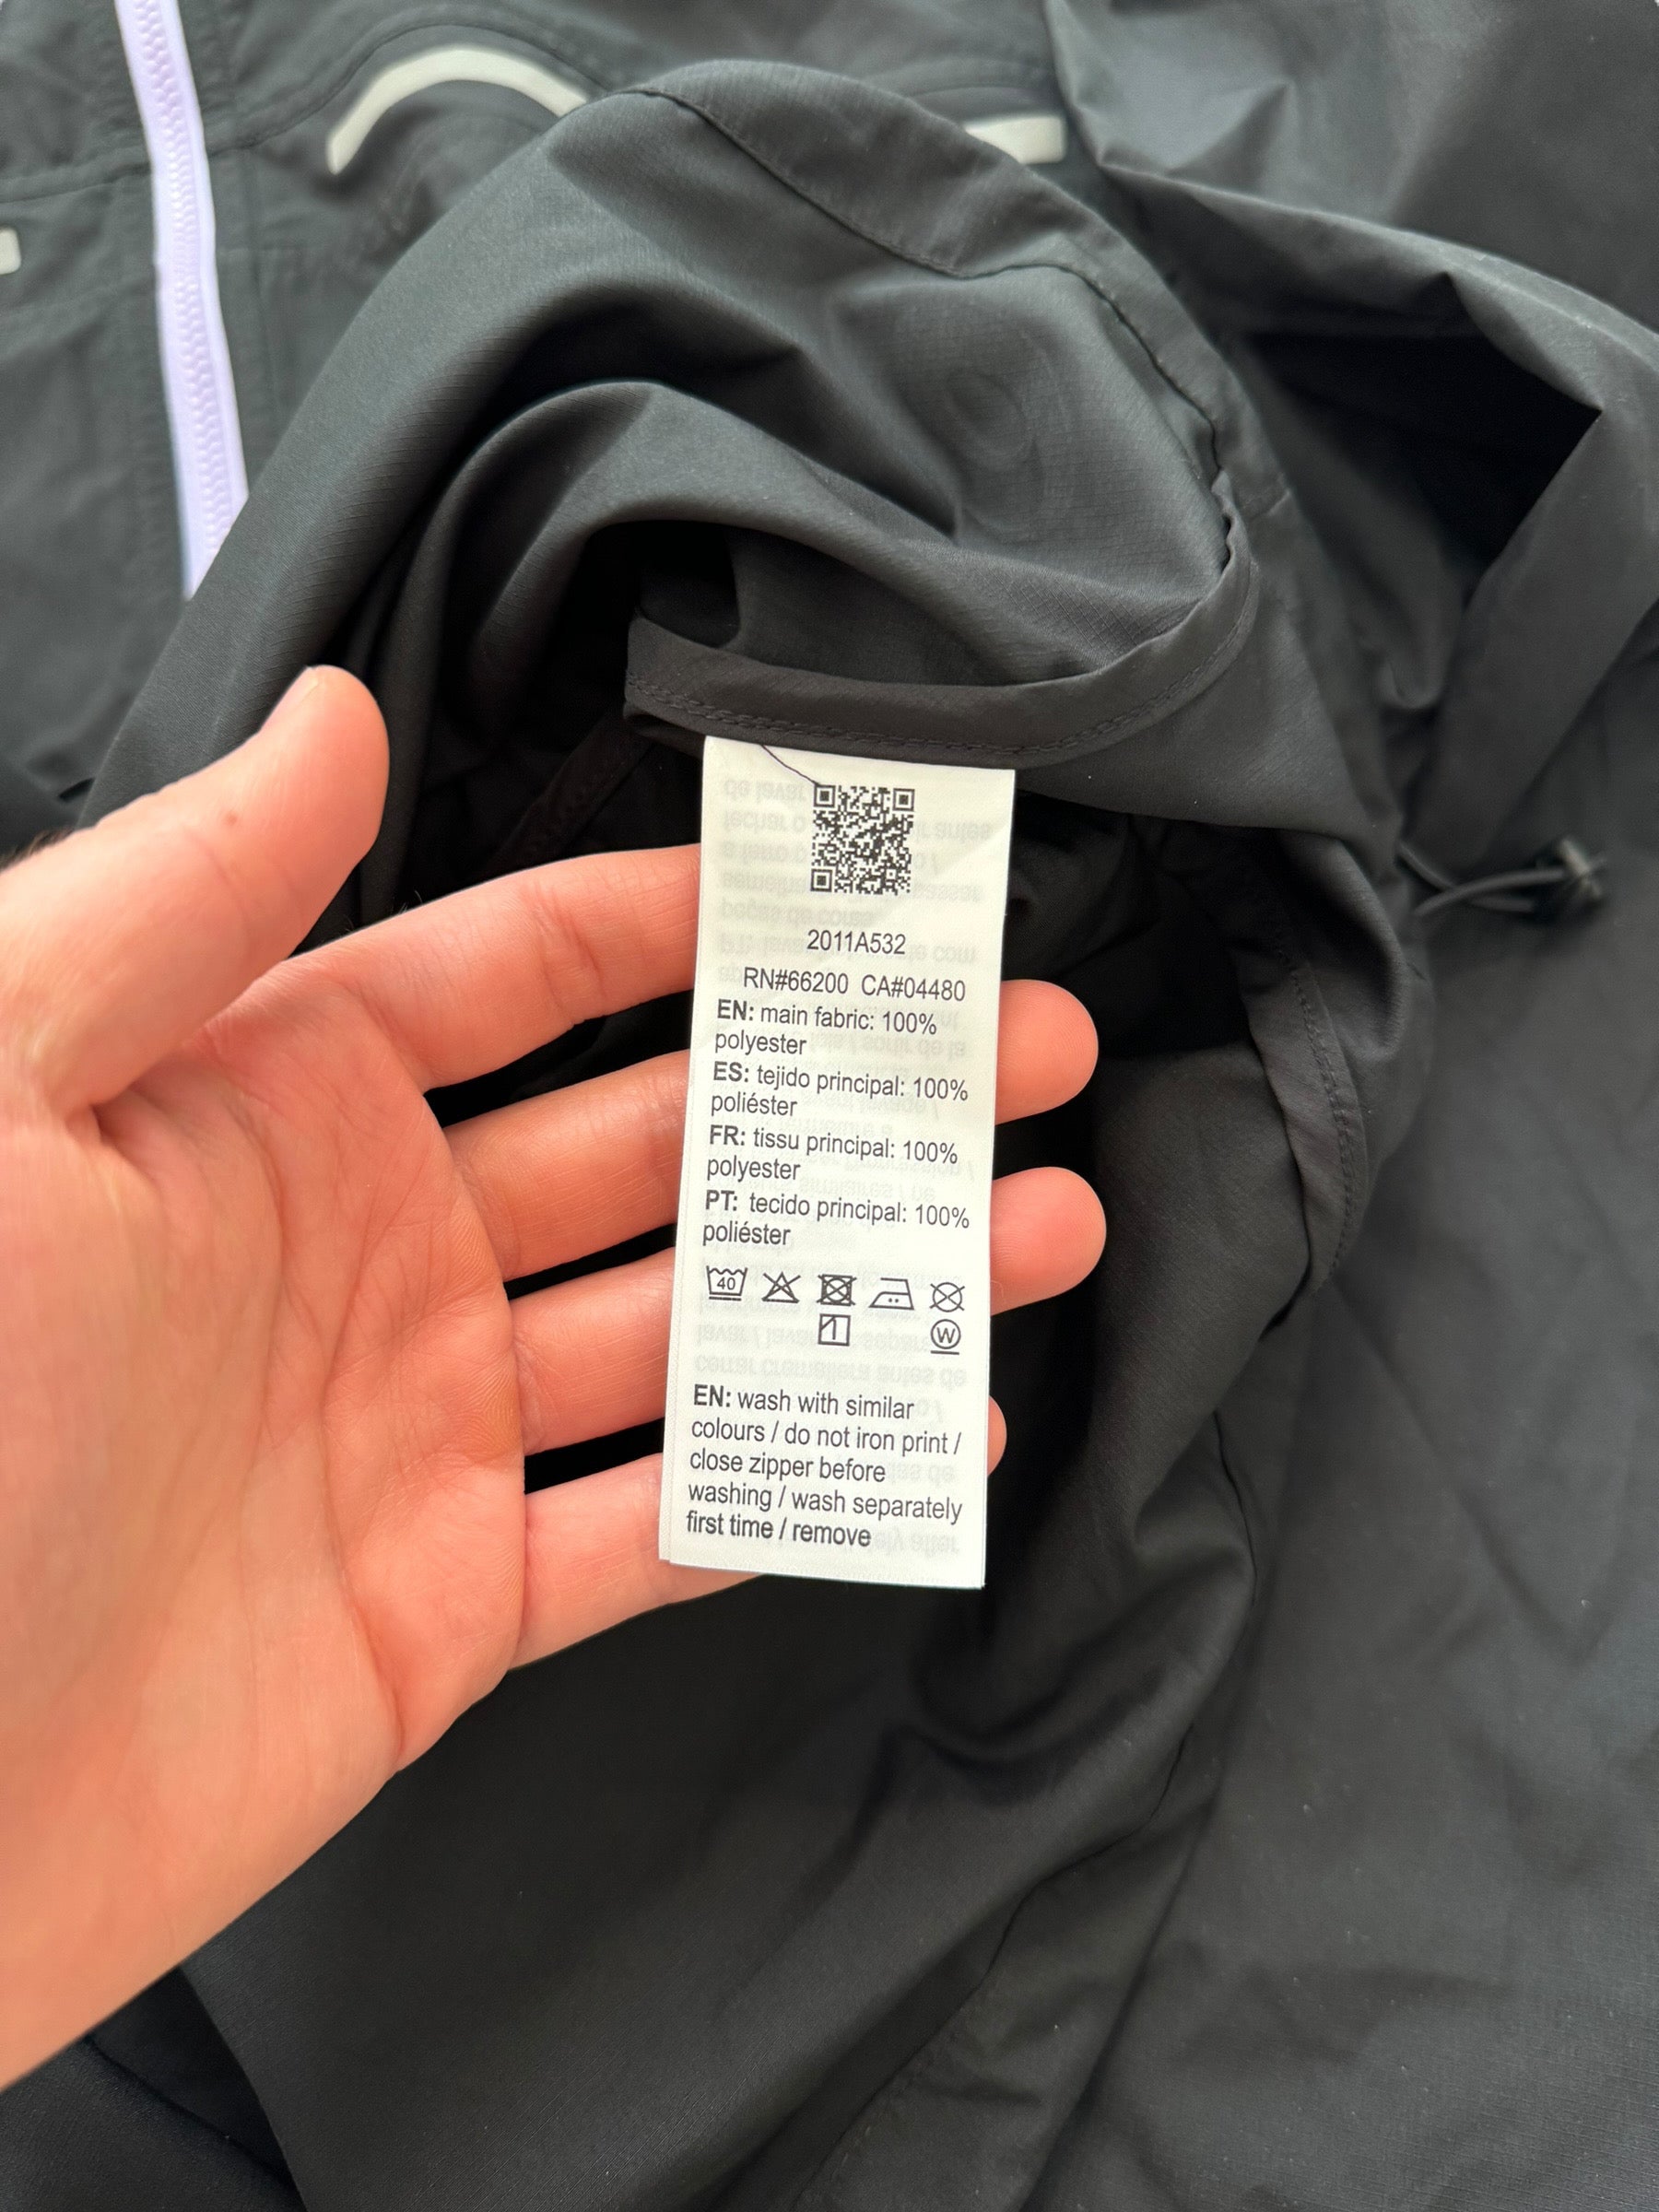 2011A532
RN#66200 CA#04480
EN: main fabric: 100%
polyester
ES: tejido principal: 100%
poliéster
FR: tissu principal: 100%
polyester
PT: tecido principal: 100%
poliéster
40
W
EN: wash with similar
colours / do not iron print /
close zipper before
washing / wash separately
first time / remove